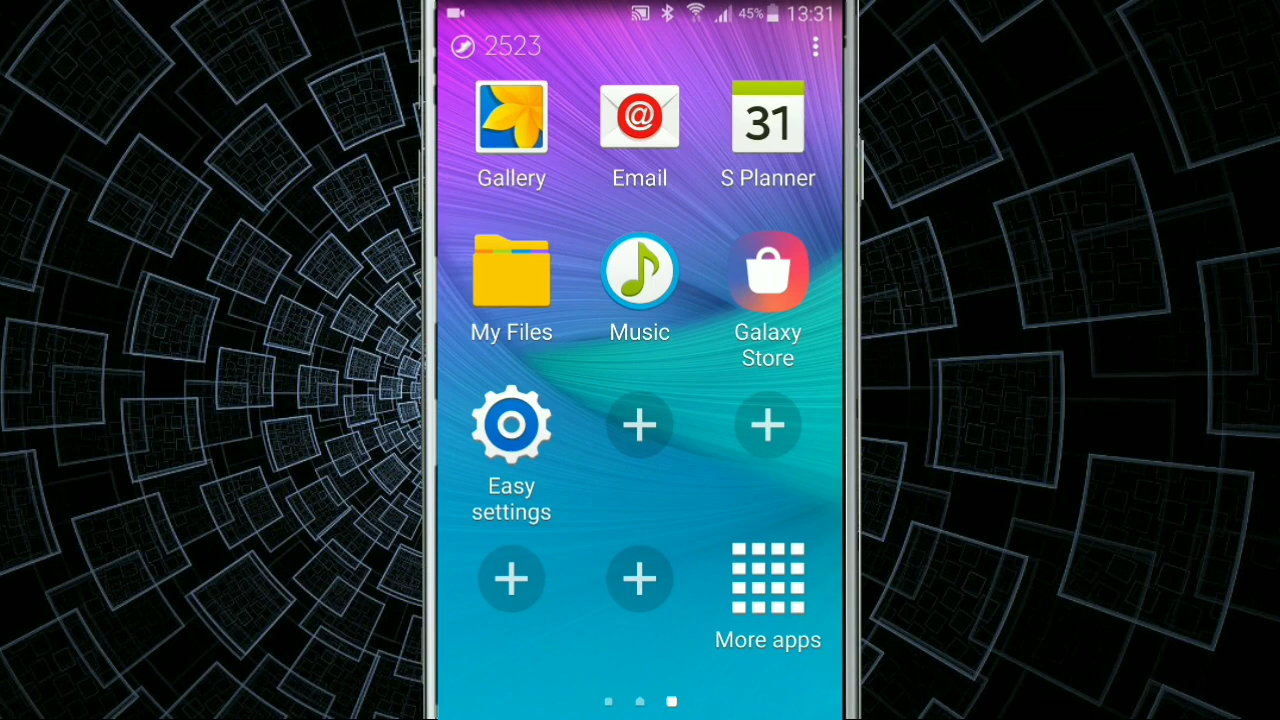 45% 13:31
2523
Gallery
@
Email
31
S Planner
My Files
Music
Galaxy
Store
Easy
settings
More apps